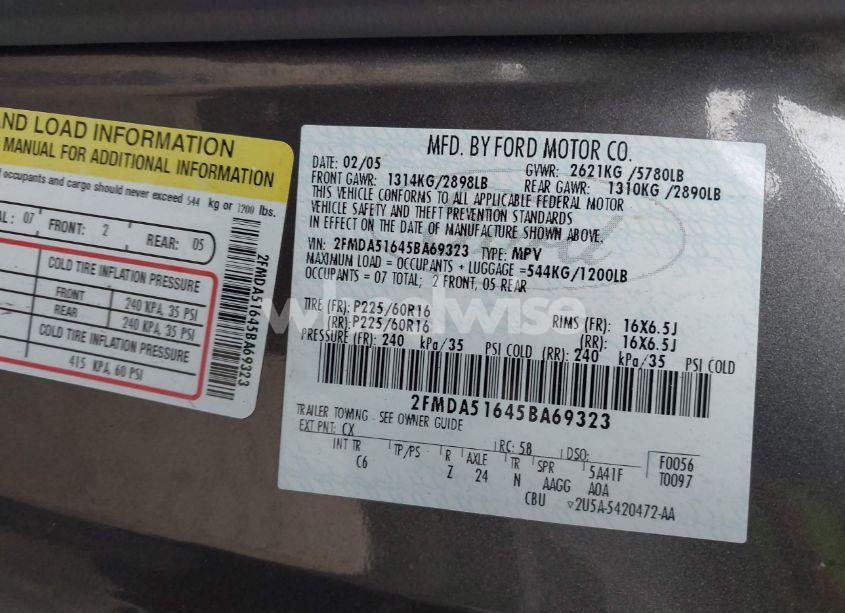 AND LOAD INFORMATION
MANUAL FOR ADDITIONAL INFORMATION
occupants and cargo should never exceed 544 kg or 1200 lbs.
: 07 FRONT: 2 REAR: 05
COLD TIRE INFLATION PRESSURE
FRONT 240 KPA, 35 PSI
REAR 240 KPA, 35 PSI
COLD TIRE INFLATION PRESSURE
415 KPA, 60 PSI
2FMDA51645BA69323
MFD. BY FORD MOTOR CO.
DATE: 02/05 GVWR: 2621KG /5780LB
FRONT GAWR: 1314KG/2898LB REAR GAWR: 1310KG /2890LB
THIS VEHICLE CONFORMS TO ALL APPLICABLE FEDERAL MOTOR
VEHICLE SAFETY AND THEFT PREVENTION STANDARDS
IN EFFECT ON THE DATE OF MANUFACTURE SHOWN ABOVE.
VIN: 2FMDA51645BA69323 TYPE: MPV
MAXIMUM LOAD = OCCUPANTS + LUGGAGE =544KG/1200LB
OCCUPANTS = 07 TOTAL; 2 FRONT, 05 REAR
TIRE (FR): P225/60R16 RIMS (FR): 16X6.5J
(RR): P225/60R16 (RR): 16X6.5J
PRESSURE (FR): 240 kPa/35 PSI COLD (RR): 240 kPa/35 PSI COLD
2FMDA51645BA69323
TRAILER TOWING - SEE OWNER GUIDE
EXT PNT: CX RC: 58 DSO: F0056
INT TR TP/PS R AXLE TR SPR 5A41F T0097
C6 Z 24 N AAGG A0A
CBU ▽2U5A-5420472-AA
wheelwise